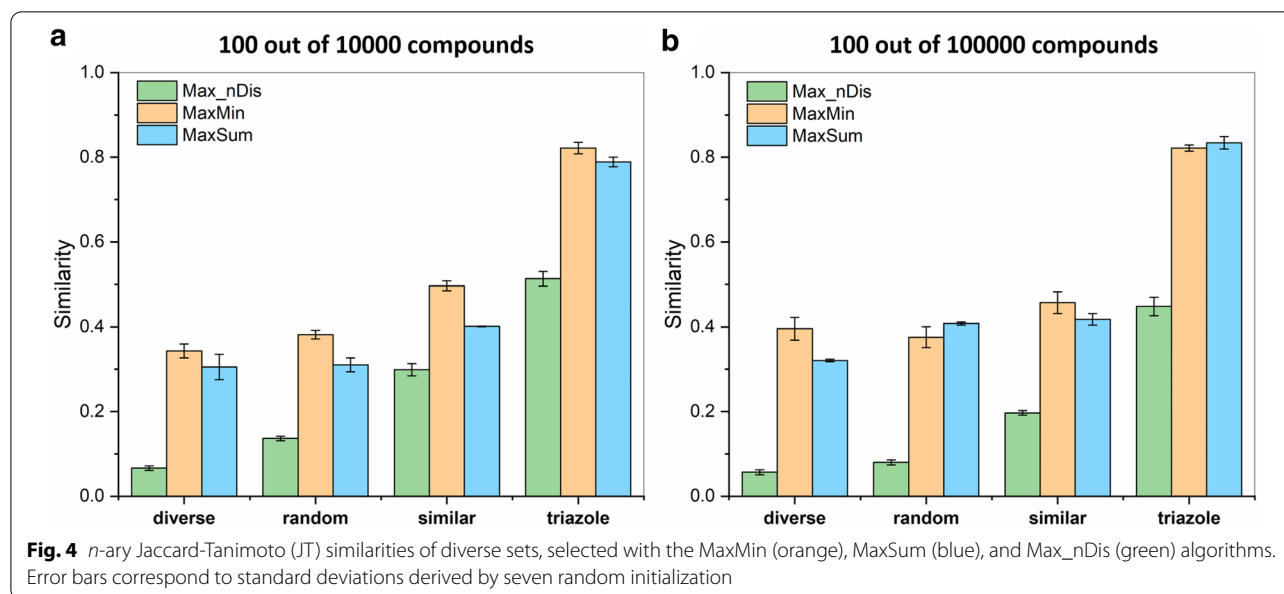 a
100 out of 10000 compounds
Similarity
1.0
0.8
0.6
0.4
0.2
0.0
Max_nDis
MaxMin
MaxSum
diverse random similar triazole
b
100 out of 100000 compounds
Similarity
1.0
0.8
0.6
0.4
0.2
0.0
Max_nDis
MaxMin
MaxSum
diverse random similar triazole
Fig. 4 n-ary Jaccard-Tanimoto (JT) similarities of diverse sets, selected with the MaxMin (orange), MaxSum (blue), and Max_nDis (green) algorithms.
Error bars correspond to standard deviations derived by seven random initialization